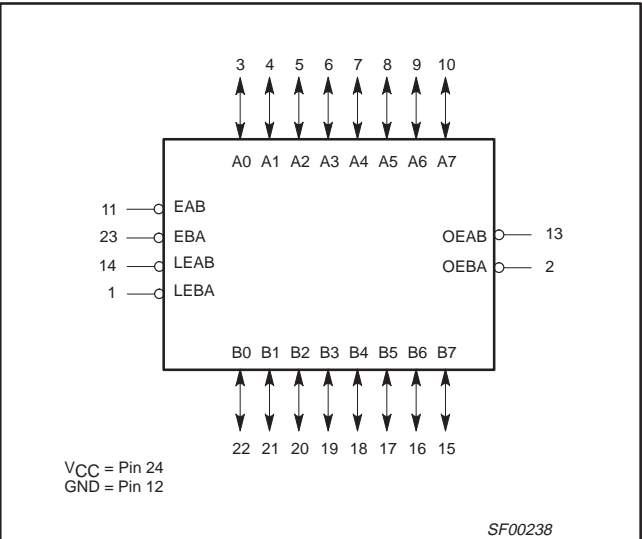 3 4 5 6 7 8 9 10
A0 A1 A2 A3 A4 A5 A6 A7
11 EAB
23 EBA
14 LEAB
1 LEBA
OEAB 13
OEBA 2
B0 B1 B2 B3 B4 B5 B6 B7
22 21 20 19 18 17 16 15
VCC = Pin 24
GND = Pin 12
SF00238